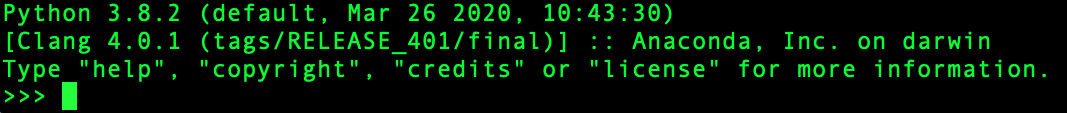 Python 3.8.2 (default, Mar 26 2020, 10:43:30)
[Clang 4.0.1 (tags/RELEASE_401/final)] :: Anaconda, Inc. on darwin
Type "help", "copyright", "credits" or "license" for more information.
>>>